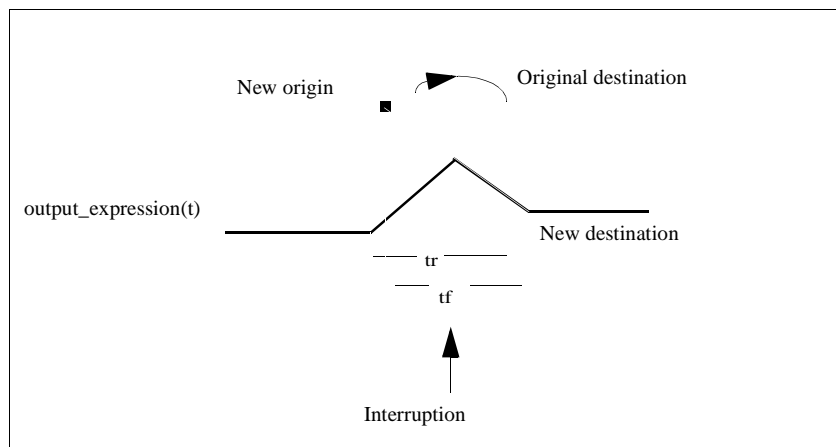 Original destination
New origin
output_expression(t)
New destination
tr
tf
Interruption